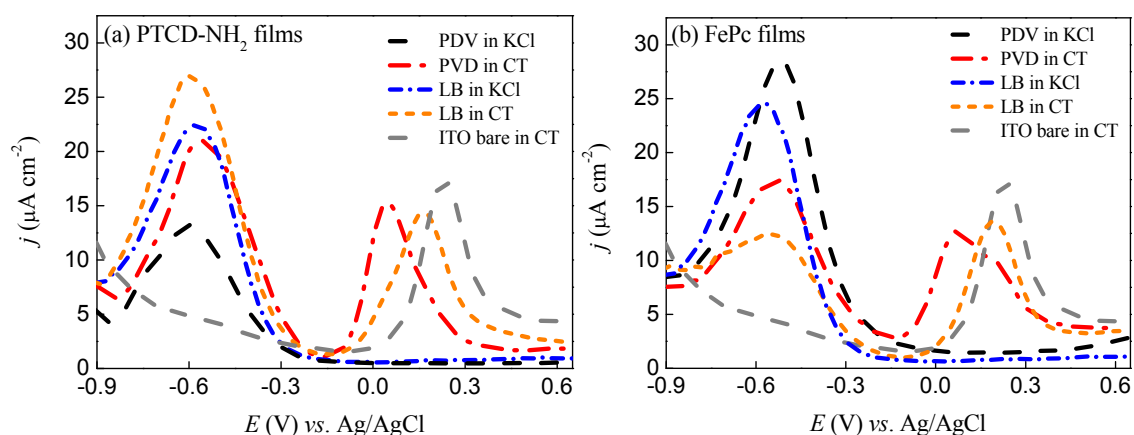 (a) PTCD-NH₂ films
PDV in KCl
PVD in CT
LB in KCl
LB in CT
ITO bare in CT
30
25
20
15
10
5
0
j (μA cm⁻²)
-0.9 -0.6 -0.3 0.0 0.3 0.6
E (V) vs. Ag/AgCl
(b) FePc films
PDV in KCl
PVD in CT
LB in KCl
LB in CT
ITO bare in CT
30
25
20
15
10
5
0
j (μA cm⁻²)
-0.9 -0.6 -0.3 0.0 0.3 0.6
E (V) vs. Ag/AgCl